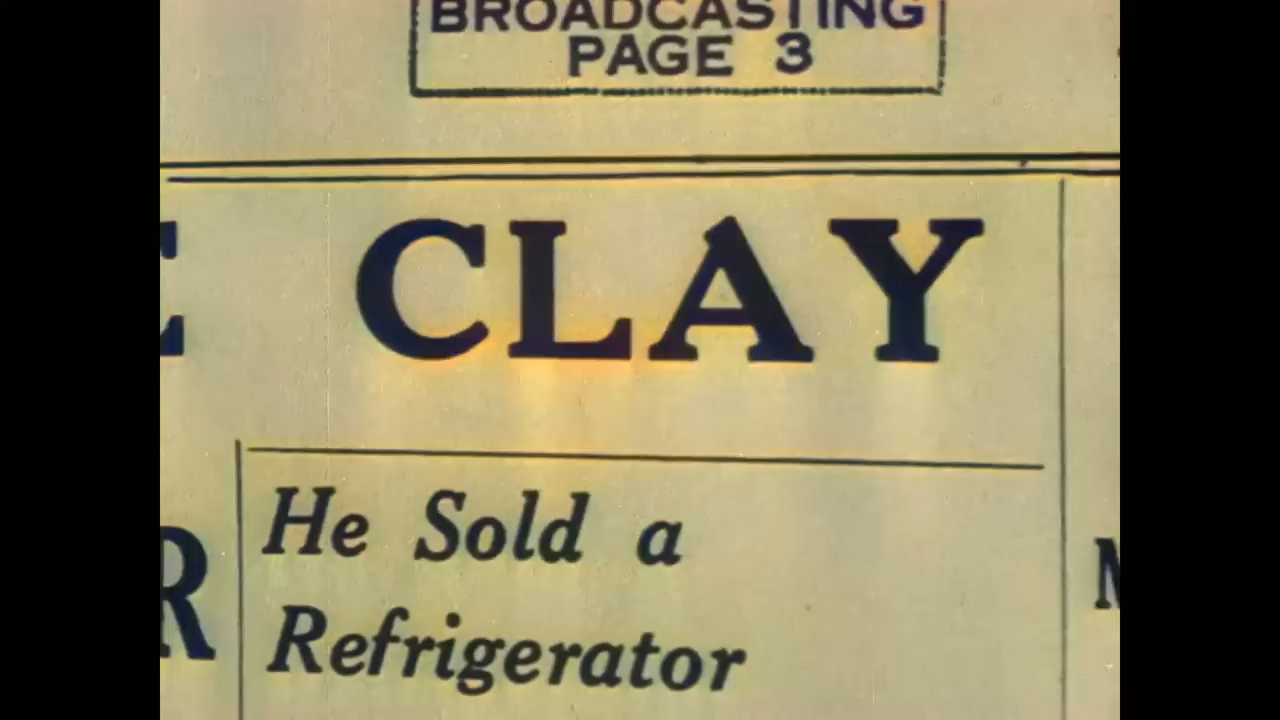 BROADCASTING
PAGE 3
E CLAY
He Sold a
R
Refrigerator
M